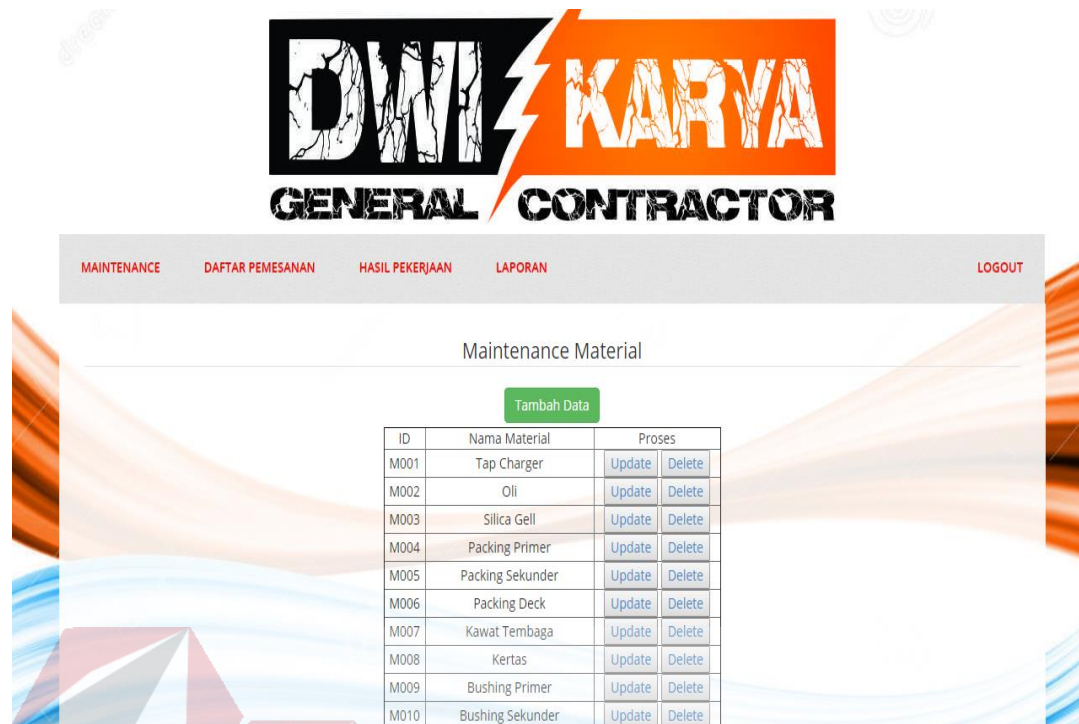 DWI KARYA
GENERAL CONTRACTOR
MAINTENANCE DAFTAR PEMESANAN HASIL PEKERJAAN LAPORAN LOGOUT
Maintenance Material
Tambah Data
ID Nama Material Proses
M001 Tap Charger Update Delete
M002 Oli Update Delete
M003 Silica Gell Update Delete
M004 Packing Primer Update Delete
M005 Packing Sekunder Update Delete
M006 Packing Deck Update Delete
M007 Kawat Tembaga Update Delete
M008 Kertas Update Delete
M009 Bushing Primer Update Delete
M010 Bushing Sekunder Update Delete